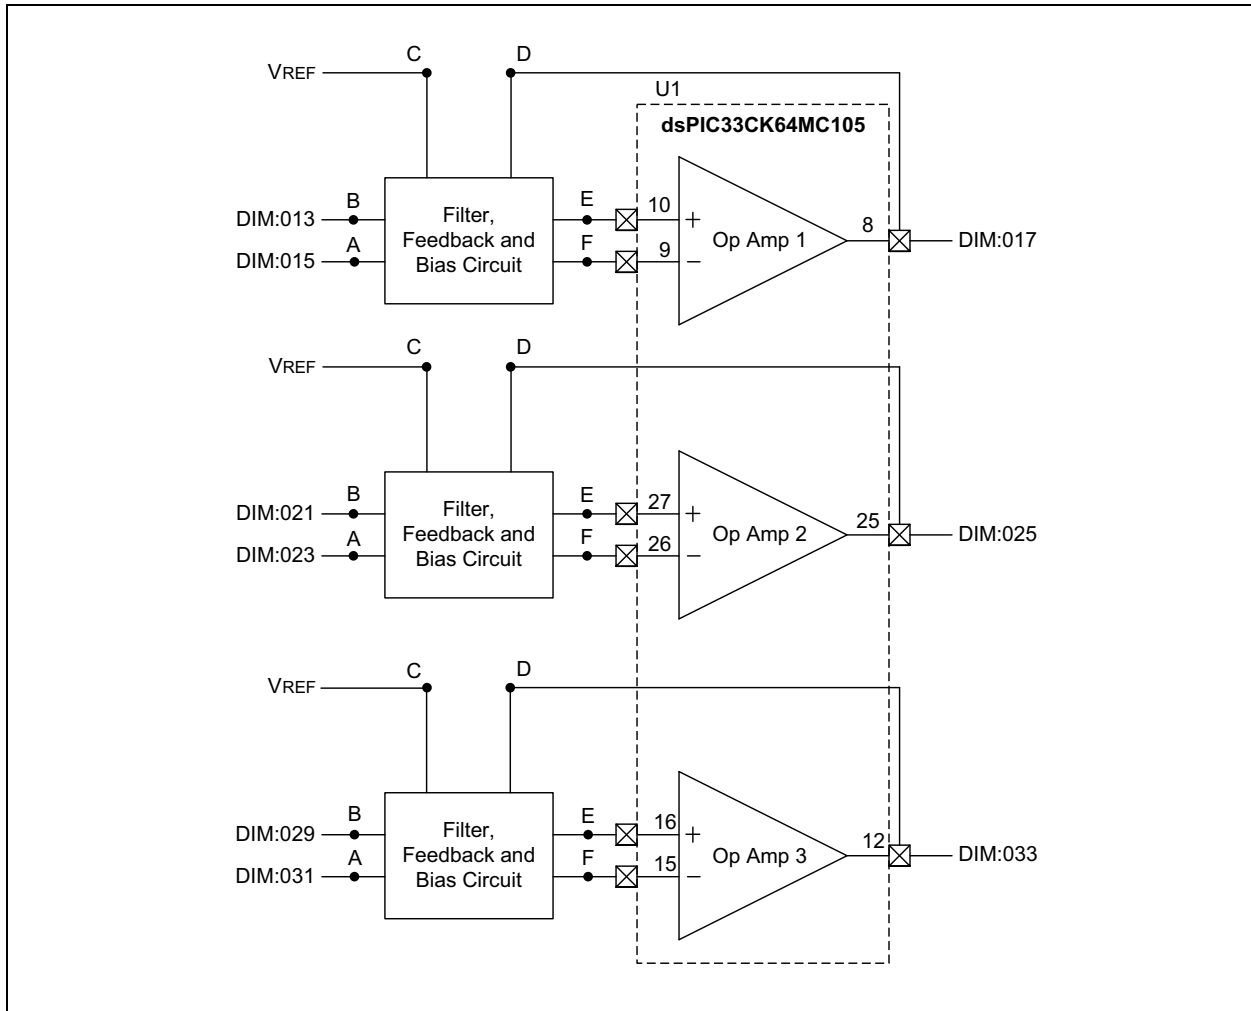 C
D
VREF
U1
dsPIC33CK64MC105
B
E
10
+
DIM:013
Filter,
Feedback and
Bias Circuit
Op Amp 1
8
DIM:017
A
F
9
−
DIM:015
C
D
VREF
B
E
27
+
DIM:021
Filter,
Feedback and
Bias Circuit
Op Amp 2
25
DIM:025
A
F
26
−
DIM:023
C
D
VREF
B
E
16
+
DIM:029
Filter,
Feedback and
Bias Circuit
Op Amp 3
12
DIM:033
A
F
15
−
DIM:031